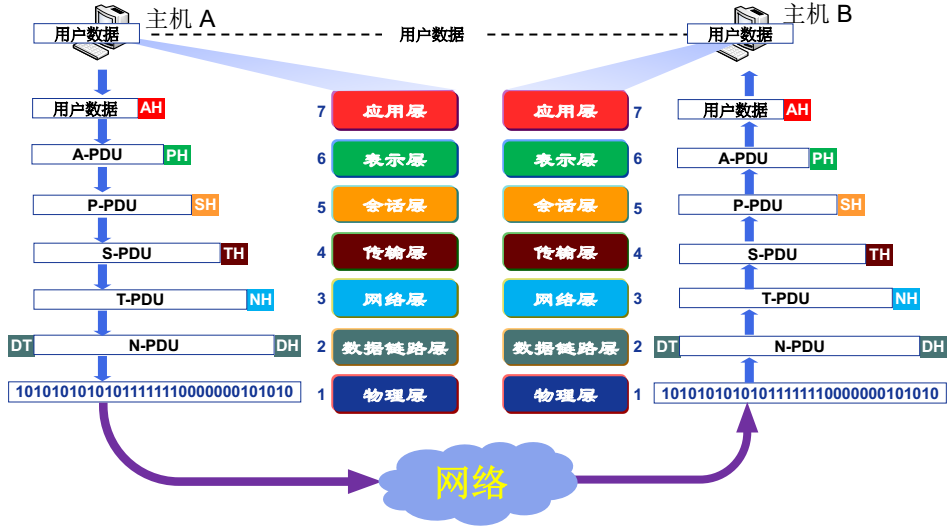 主机 A
主机 B
用户数据
用户数据
用户数据
用户数据 AH
7 应用层
应用层 7
用户数据 AH
A-PDU PH
6 表示层
表示层 6
A-PDU PH
P-PDU SH
5 会话层
会话层 5
P-PDU SH
S-PDU TH
4 传输层
传输层 4
S-PDU TH
T-PDU NH
3 网络层
网络层 3
T-PDU NH
DT N-PDU DH
2 数据链路层
数据链路层 2
DT N-PDU DH
101010101010111111100000000101010
1 物理层
物理层 1
101010101010111111100000000101010
网络